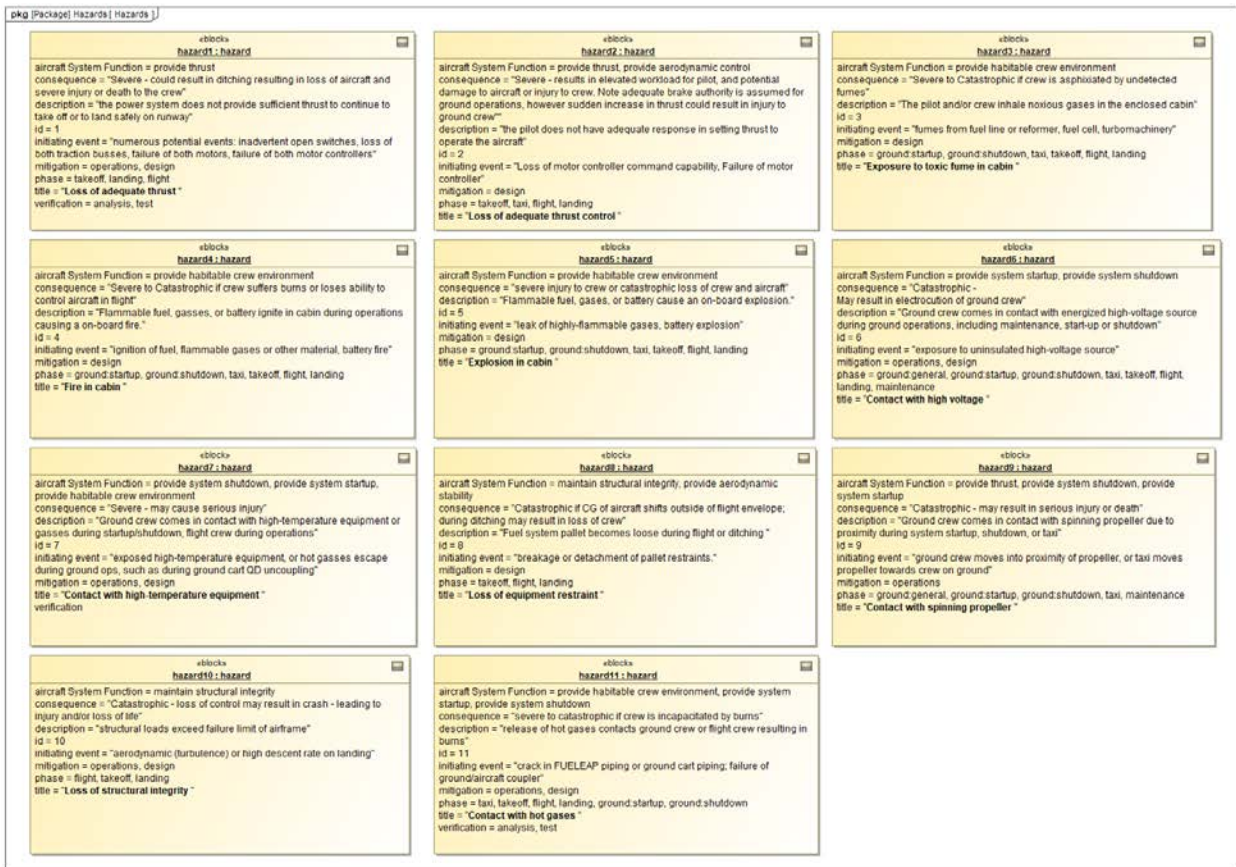 pkg [Package] Hazards [ Hazards ]
«block»
hazard1 : hazard
aircraft System Function = provide thrust
consequence = "Severe - could result in ditching resulting in loss of aircraft and
severe injury or death to the crew"
description = "the power system does not provide sufficient thrust to continue to
take off or to land safely on runway"
id = 1
initiating event = "numerous potential events: inadvertent open switches, loss of
both traction busses, failure of both motors, failure of both motor controllers"
mitigation = operations, design
phase = takeoff, landing, flight
title = "Loss of adequate thrust "
verification = analysis, test
«block»
hazard2 : hazard
aircraft System Function = provide thrust, provide aerodynamic control
consequence = "Severe - results in elevated workload for pilot, and potential
damage to aircraft or injury to crew. Note adequate brake authority is assumed for
ground operations, however sudden increase in thrust could result in injury to
ground crew""
description = "the pilot does not have adequate response in setting thrust to
operate the aircraft"
id = 2
initiating event = "Loss of motor controller command capability, Failure of motor
controller"
mitigation = design
phase = takeoff, taxi, flight, landing
title = "Loss of adequate thrust control "
«block»
hazard3 : hazard
aircraft System Function = provide habitable crew environment
consequence = "Severe to Catastrophic if crew is asphixiated by undetected
fumes"
description = "The pilot and/or crew inhale noxious gases in the enclosed cabin"
id = 3
initiating event = "fumes from fuel line or reformer, fuel cell, turbomachinery"
mitigation = design
phase = ground:startup, ground:shutdown, taxi, takeoff, flight, landing
title = "Exposure to toxic fume in cabin "
«block»
hazard4 : hazard
aircraft System Function = provide habitable crew environment
consequence = "Severe to Catastrophic if crew suffers burns or loses ability to
control aircraft in flight"
description = "Flammable fuel, gasses, or battery ignite in cabin during operations
causing a on-board fire."
id = 4
initiating event = "ignition of fuel, flammable gases or other material, battery fire"
mitigation = design
phase = ground:startup, ground:shutdown, taxi, takeoff, flight, landing
title = "Fire in cabin "
«block»
hazard5 : hazard
aircraft System Function = provide habitable crew environment
consequence = "severe injury to crew or catastrophic loss of crew and aircraft"
description = "Flammable fuel, gases, or battery cause an on-board explosion."
id = 5
initiating event = "leak of highly-flammable gases, battery explosion"
mitigation = design
phase = ground:startup, ground:shutdown, taxi, takeoff, flight, landing
title = "Explosion in cabin "
«block»
hazard6 : hazard
aircraft System Function = provide system startup, provide system shutdown
consequence = "Catastrophic -
May result in electrocution of ground crew"
description = "Ground crew comes in contact with energized high-voltage source
during ground operations, including maintenance, start-up or shutdown"
id = 6
initiating event = "exposure to uninsulated high-voltage source"
mitigation = operations, design
phase = ground:general, ground:startup, ground:shutdown, taxi, takeoff, flight,
landing, maintenance
title = "Contact with high voltage "
«block»
hazard7 : hazard
aircraft System Function = provide system shutdown, provide system startup,
provide habitable crew environment
consequence = "Severe - may cause serious injury"
description = "Ground crew comes in contact with high-temperature equipment or
gasses during startup/shutdown, flight crew during operations"
id = 7
initiating event = "exposed high-temperature equipment, or hot gasses escape
during ground ops, such as during ground cart QD uncoupling"
mitigation = operations, design
title = "Contact with high-temperature equipment "
verification
«block»
hazard8 : hazard
aircraft System Function = maintain structural integrity, provide aerodynamic
stability
consequence = "Catastrophic if CG of aircraft shifts outside of flight envelope;
during ditching may result in loss of crew"
description = "Fuel system pallet becomes loose during flight or ditching "
id = 8
initiating event = "breakage or detachment of pallet restraints."
mitigation = design
phase = takeoff, flight, landing
title = "Loss of equipment restraint "
«block»
hazard9 : hazard
aircraft System Function = provide thrust, provide system shutdown, provide
system startup
consequence = "Catastrophic - may result in serious injury or death"
description = "Ground crew comes in contact with spinning propeller due to
proximity during system startup, shutdown, or taxi"
id = 9
initiating event = "ground crew moves into proximity of propeller, or taxi moves
propeller towards crew on ground"
mitigation = operations
phase = ground:general, ground:startup, ground:shutdown, taxi, maintenance
title = "Contact with spinning propeller "
«block»
hazard10 : hazard
aircraft System Function = maintain structural integrity
consequence = "Catastrophic - loss of control may result in crash - leading to
injury and/or loss of life"
description = "structural loads exceed failure limit of airframe"
id = 10
initiating event = "aerodynamic (turbulence) or high descent rate on landing"
mitigation = operations, design
phase = flight, takeoff, landing
title = "Loss of structural integrity "
«block»
hazard11 : hazard
aircraft System Function = provide habitable crew environment, provide system
startup, provide system shutdown
consequence = "severe to catastrophic if crew is incapacitated by burns"
description = "release of hot gases contacts ground crew or flight crew resulting in
burns"
id = 11
initiating event = "crack in FUELEAP piping or ground cart piping; failure of
ground/aircraft coupler"
mitigation = operations, design
phase = taxi, takeoff, flight, landing, ground:startup, ground:shutdown
title = "Contact with hot gases "
verification = analysis, test